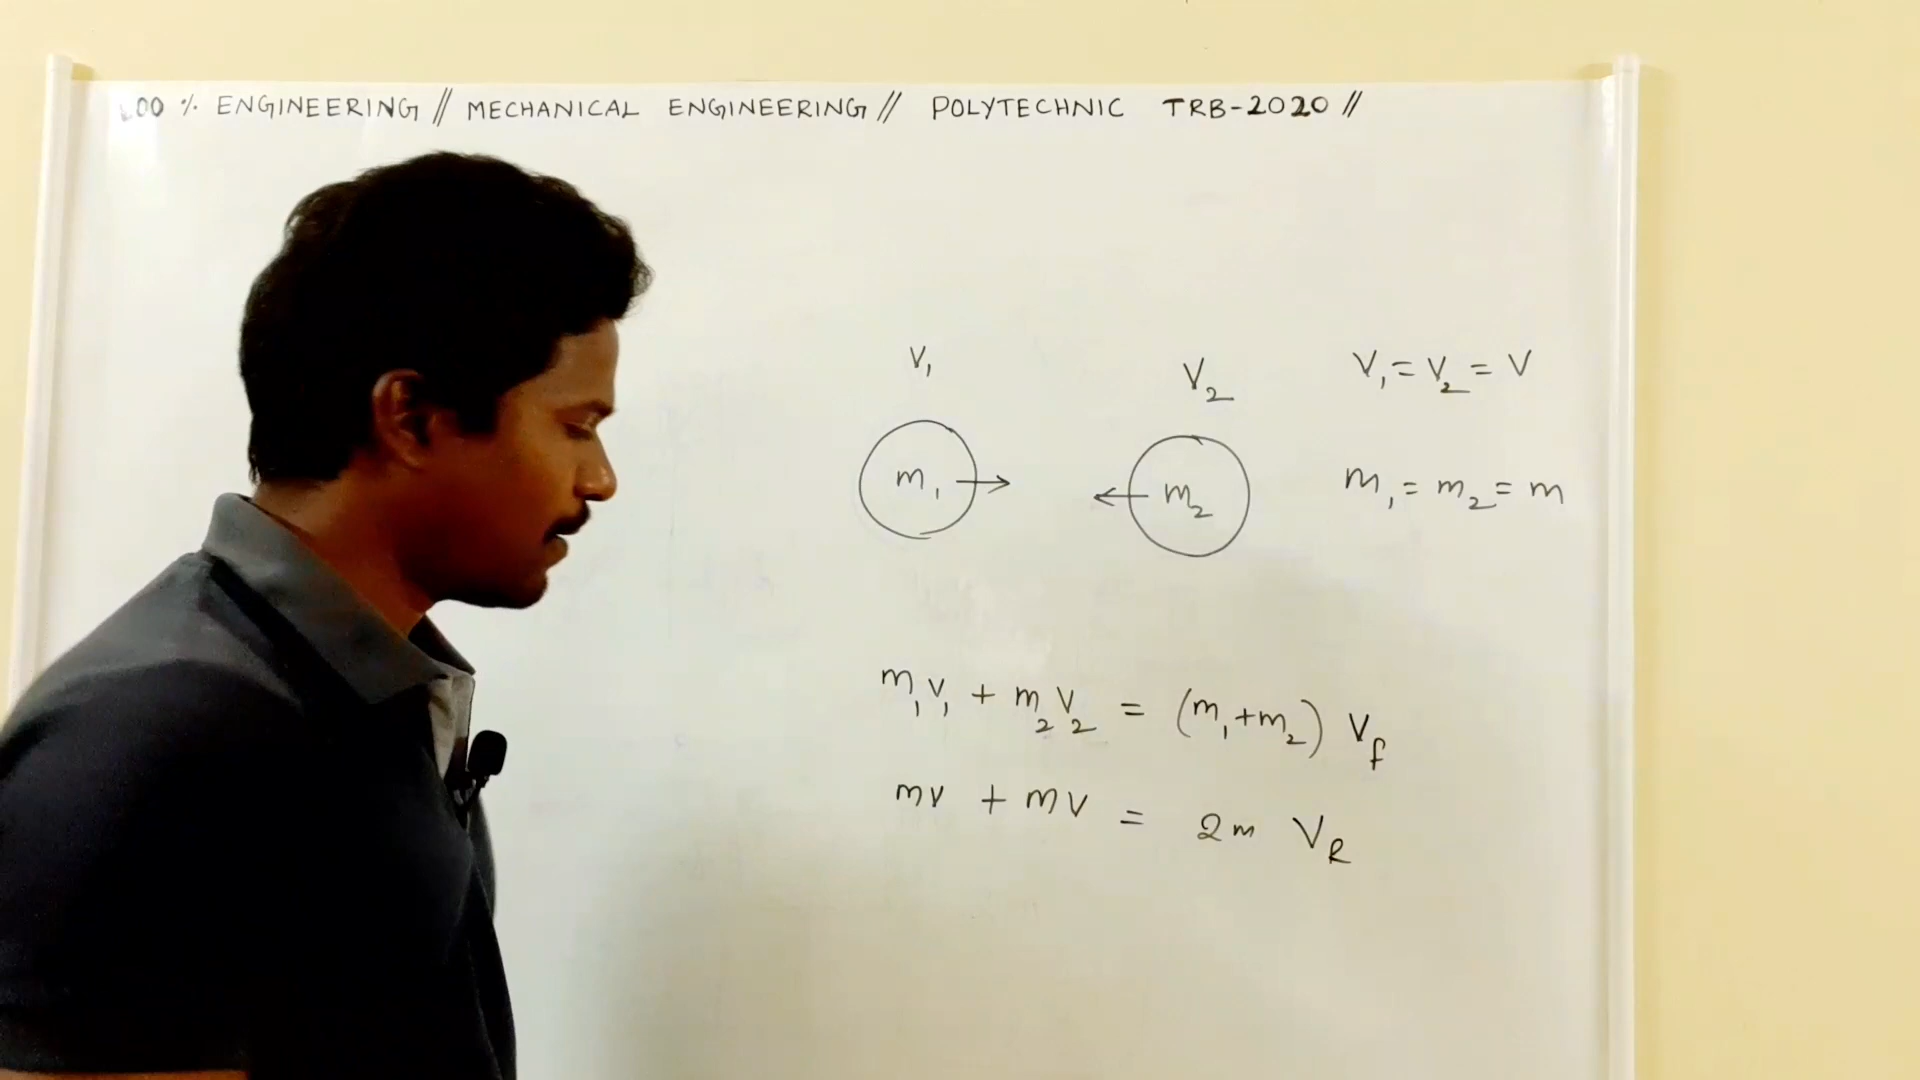 100 % ENGINEERING // MECHANICAL ENGINEERING // POLYTECHNIC TRB-2020 //
V₁
V₂
V₁ = V₂ = V
m₁
m₂
m₁ = m₂ = m
m₁V₁ + m₂V₂ = (m₁+m₂) Vf
mv + mv = 2m VR